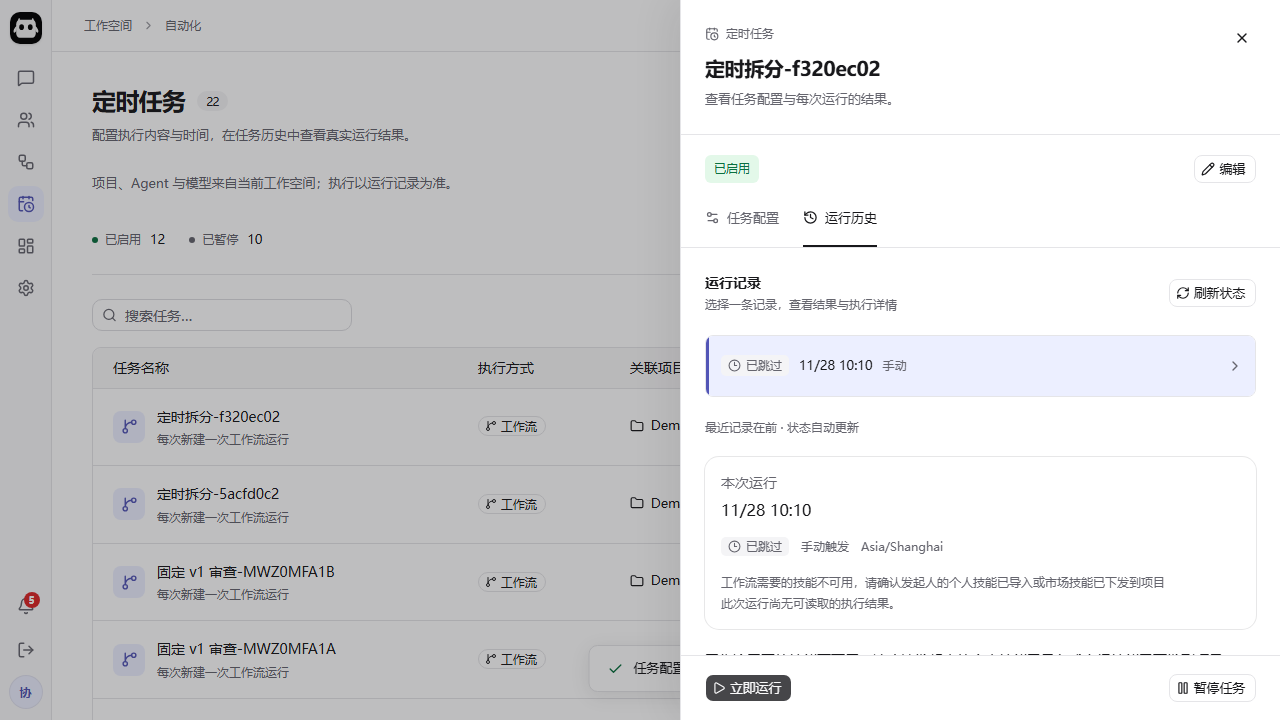 工作空间
自动化
定时任务 22
配置执行内容与时间，在任务历史中查看真实运行结果。
项目、Agent 与模型来自当前工作空间；执行以运行记录为准。
已启用 12 已暂停 10
搜索任务...
任务名称 执行方式 关联项目
定时拆分-f320ec02
每次新建一次工作流运行
工作流
Dem
定时拆分-5acfd0c2
每次新建一次工作流运行
工作流
Dem
固定 v1 审查-MWZ0MFA1B
每次新建一次工作流运行
工作流
Dem
固定 v1 审查-MWZ0MFA1A
每次新建一次工作流运行
工作流
任务配置
5
协
定时任务
定时拆分-f320ec02
查看任务配置与每次运行的结果。
已启用
编辑
任务配置 运行历史
运行记录
选择一条记录，查看结果与执行详情
刷新状态
已跳过 11/28 10:10 手动
最近记录在前 · 状态自动更新
本次运行
11/28 10:10
已跳过 手动触发 Asia/Shanghai
工作流需要的技能不可用，请确认发起人的个人技能已导入或市场技能已下发到项目
此次运行尚无可读取的执行结果。
立即运行
暂停任务